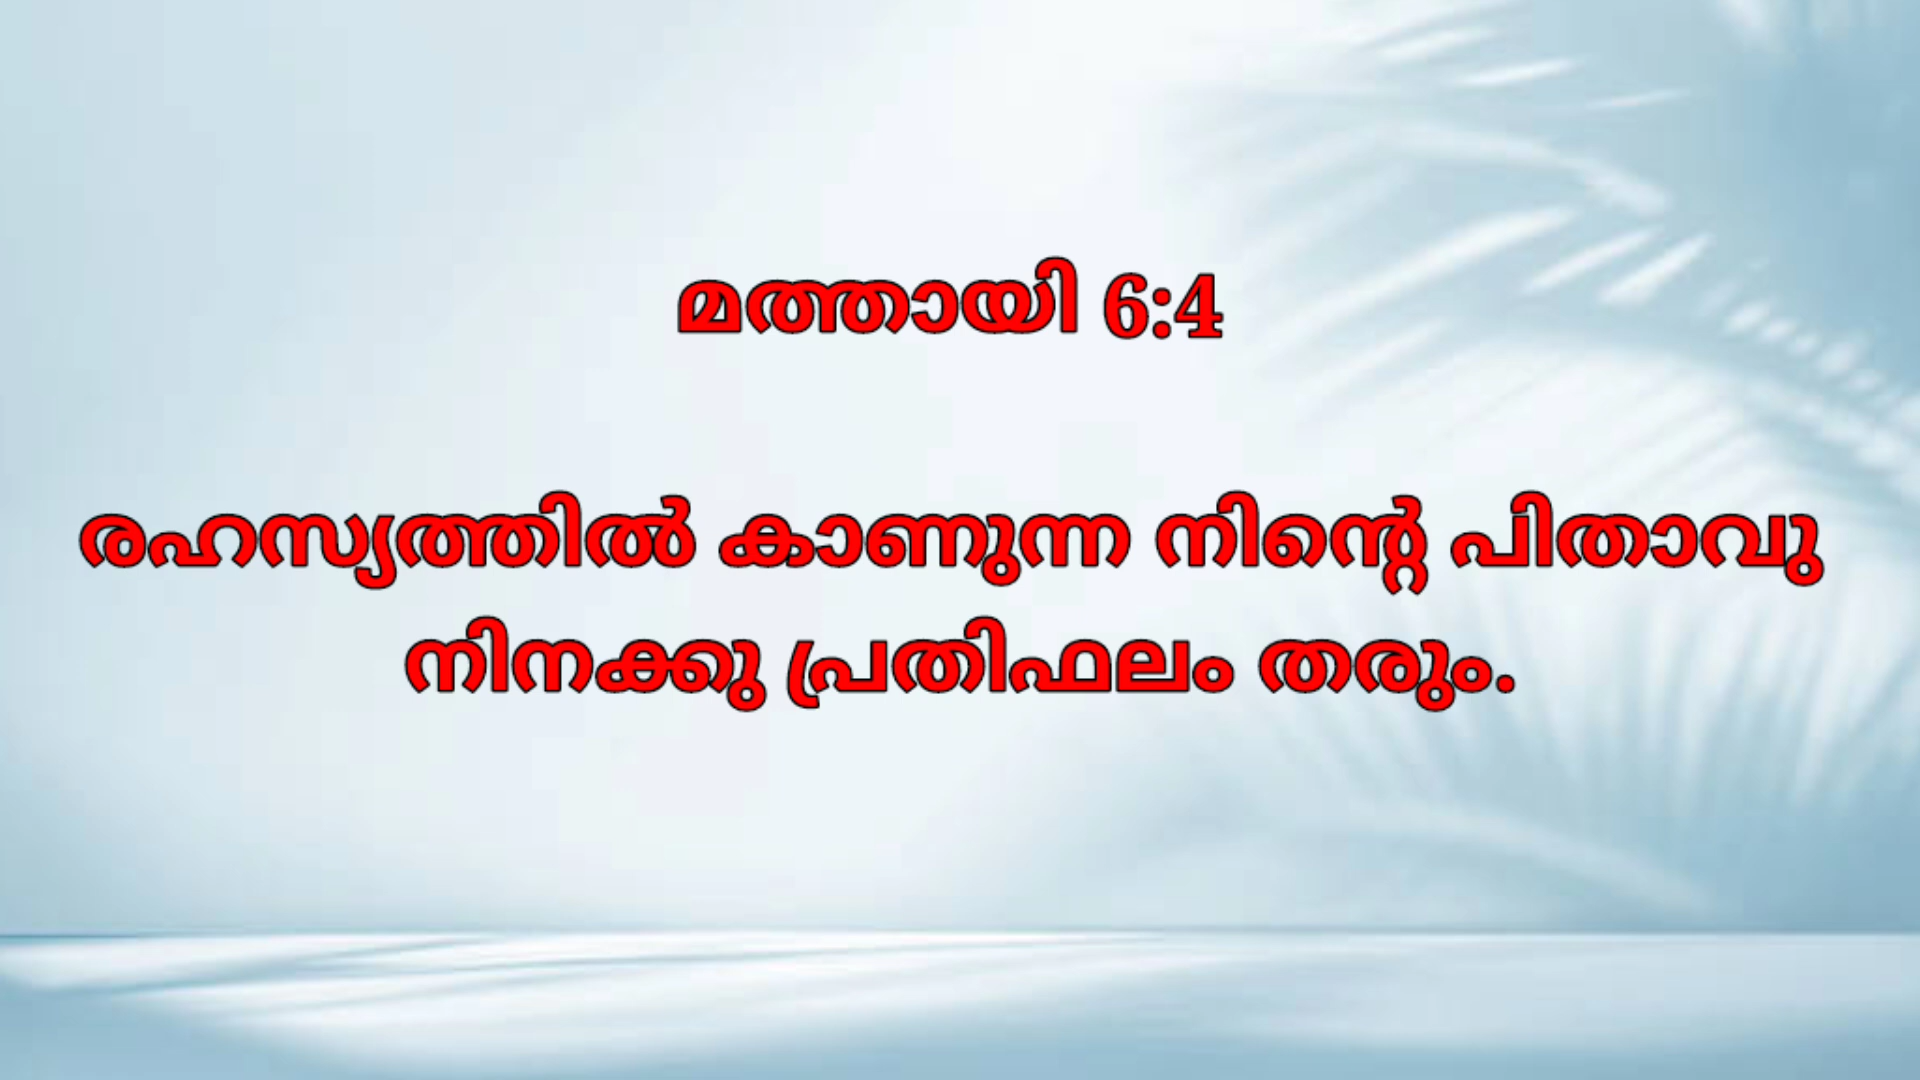 മത്തായി 6:4
രഹസ്യത്തിൽ കാണുന്ന നിന്റെ പിതാവു
നിനക്കു പ്രതിഫലം തരും.